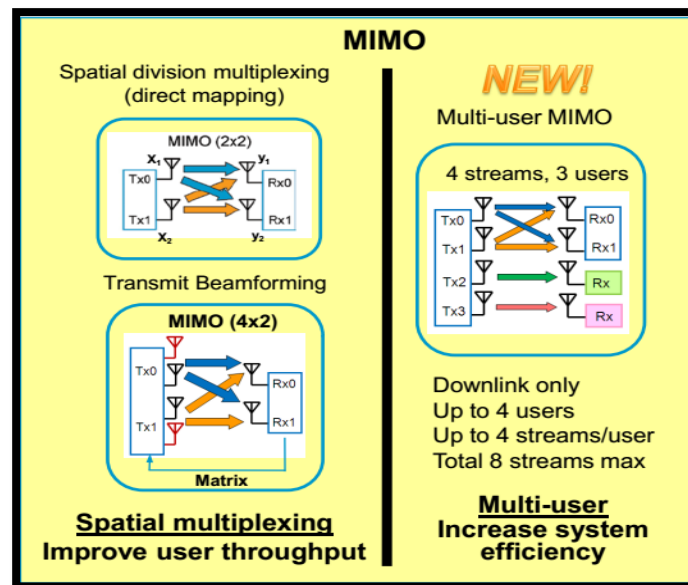 MIMO
Spatial division multiplexing
(direct mapping)
MIMO (2x2)
X1
y1
Tx0
Rx0
Tx1
Rx1
X2
y2
Transmit Beamforming
MIMO (4x2)
Tx0
Rx0
Tx1
Rx1
Matrix
Spatial multiplexing
Improve user throughput
NEW!
Multi-user MIMO
4 streams, 3 users
Tx0
Rx0
Tx1
Rx1
Tx2
Rx
Tx3
Rx
Downlink only
Up to 4 users
Up to 4 streams/user
Total 8 streams max
Multi-user
Increase system
efficiency